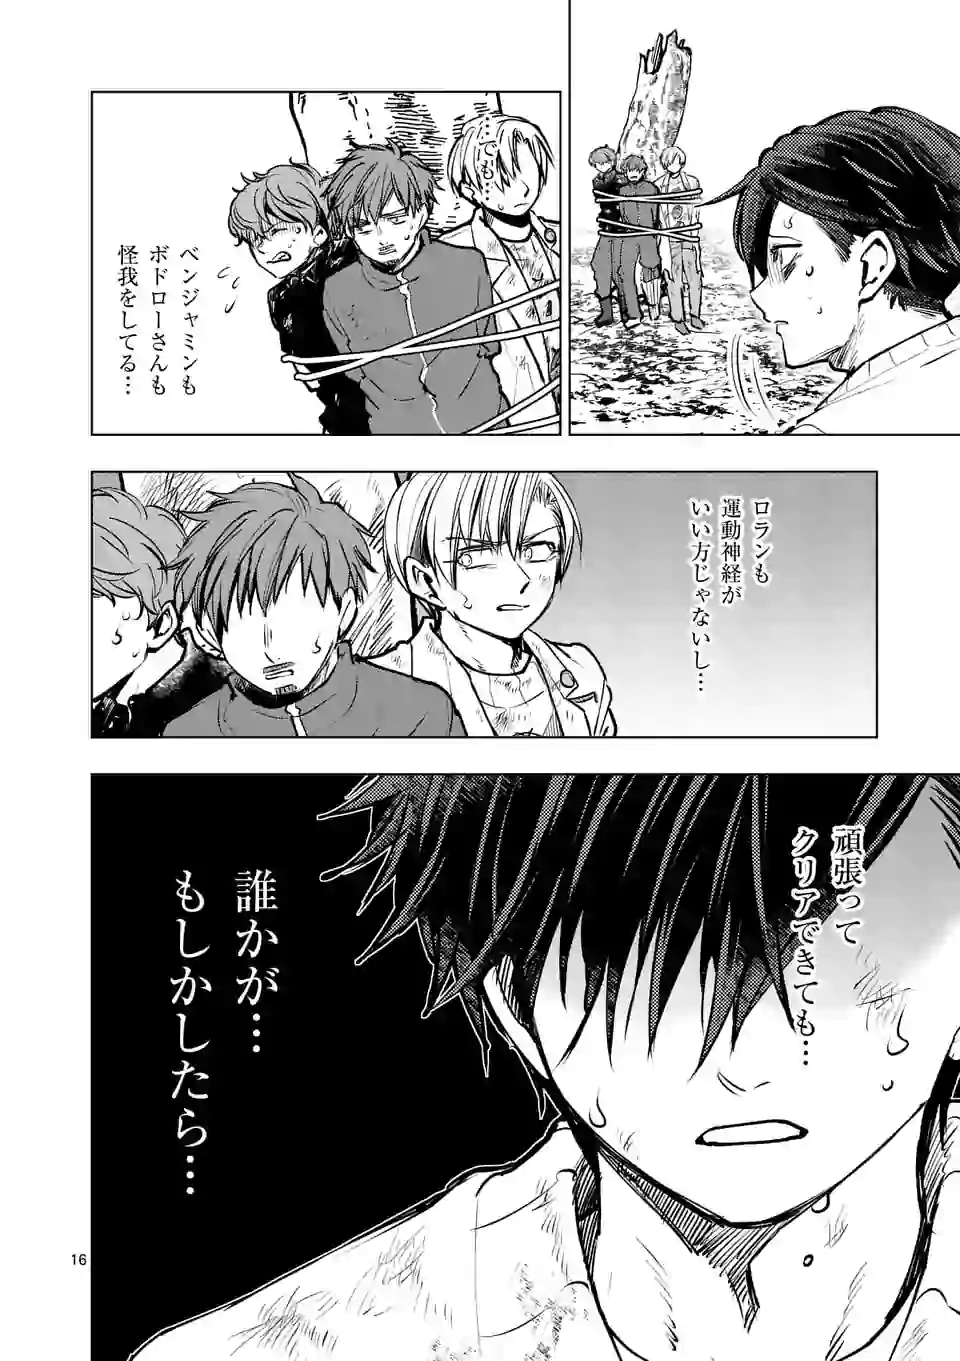 …でも…
ベンジャミンも
ボドローさんも
怪我をしてる…
ロランも
運動神経が
いい方じゃないし…
頑張って
クリアできても…
誰かが…
もしかしたら…
16